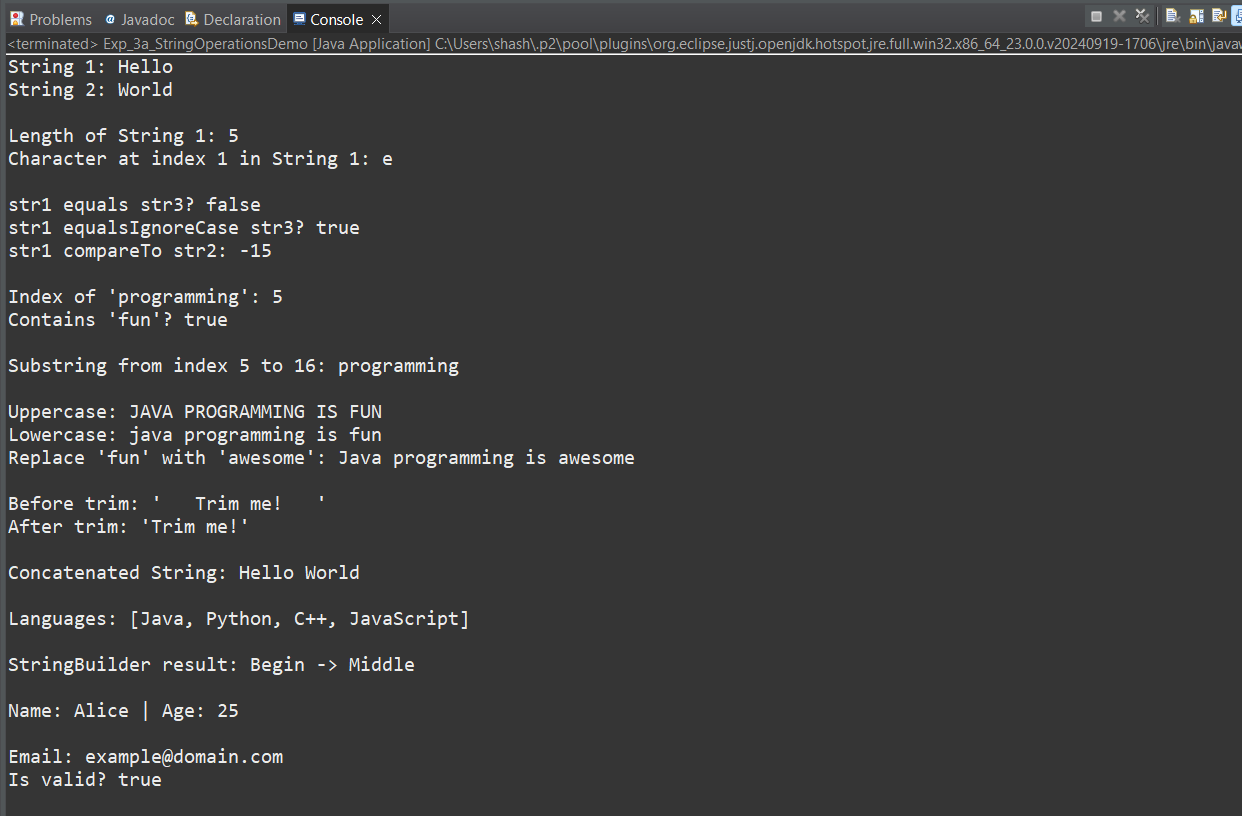 Problems Javadoc Declaration Console
<terminated> Exp_3a_StringOperationsDemo [Java Application] C:\Users\shash\.p2\pool\plugins\org.eclipse.justj.openjdk.hotspot.jre.full.win32.x86_64_23.0.0.v20240919-1706\jre\bin\javaw
String 1: Hello
String 2: World
Length of String 1: 5
Character at index 1 in String 1: e
str1 equals str3? false
str1 equalsIgnoreCase str3? true
str1 compareTo str2: -15
Index of 'programming': 5
Contains 'fun'? true
Substring from index 5 to 16: programming
Uppercase: JAVA PROGRAMMING IS FUN
Lowercase: java programming is fun
Replace 'fun' with 'awesome': Java programming is awesome
Before trim: '   Trim me!   '
After trim: 'Trim me!'
Concatenated String: Hello World
Languages: [Java, Python, C++, JavaScript]
StringBuilder result: Begin -> Middle
Name: Alice | Age: 25
Email: example@domain.com
Is valid? true